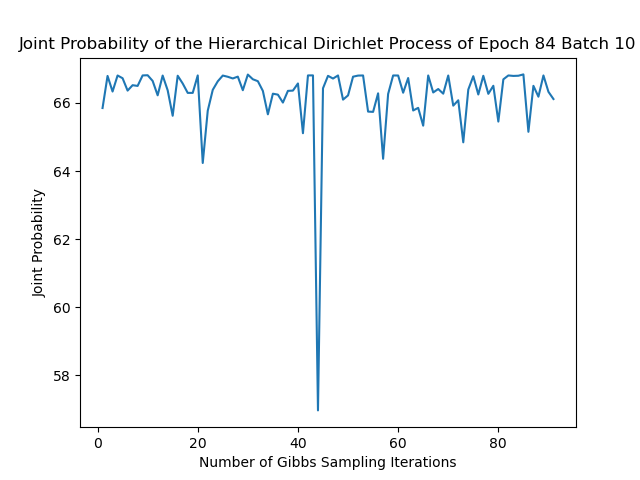 Joint Probability of the Hierarchical Dirichlet Process of Epoch 84 Batch 10
66
64
62
60
58
Joint Probability
0 20 40 60 80
Number of Gibbs Sampling Iterations